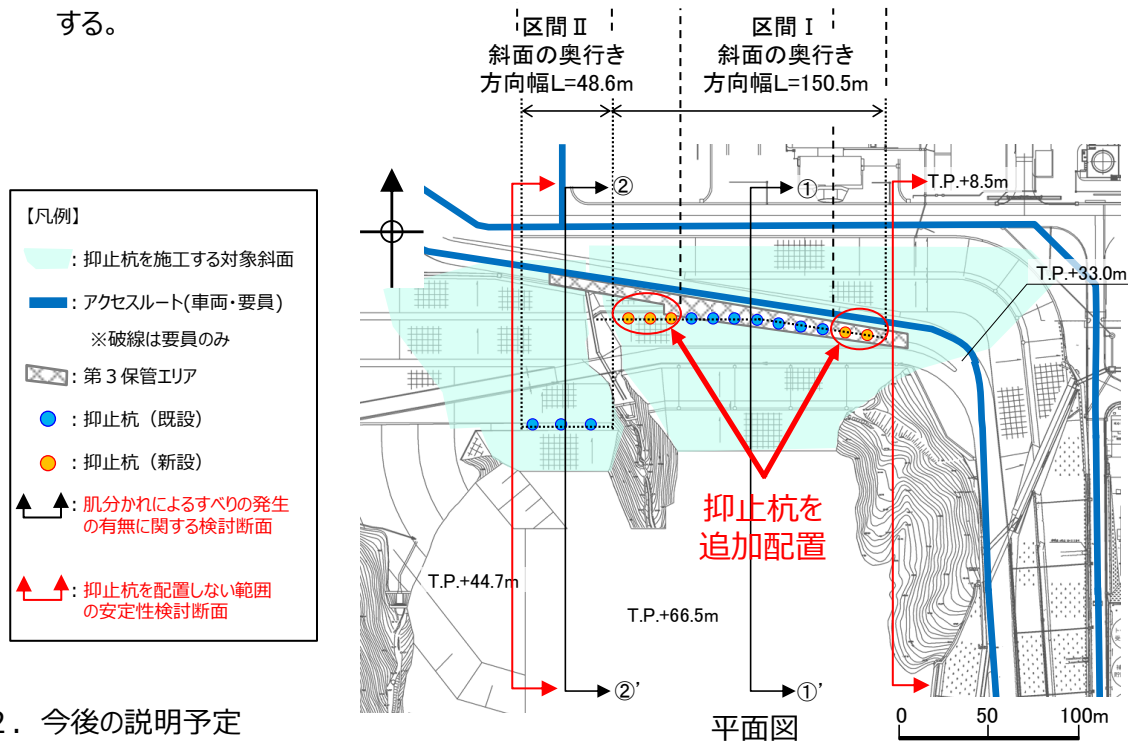 する。
区間Ⅱ
斜面の奥行き
方向幅L=48.6m
区間Ⅰ
斜面の奥行き
方向幅L=150.5m
②
①
T.P.+8.5m
T.P.+33.0m
【凡例】
：抑止杭を施工する対象斜面
：アクセスルート(車両・要員)
※破線は要員のみ
：第３保管エリア
：抑止杭（既設）
：抑止杭（新設）
：肌分かれによるすべりの発生
の有無に関する検討断面
：抑止杭を配置しない範囲
の安定性検討断面
抑止杭を
追加配置
T.P.+44.7m
T.P.+66.5m
②’
①’
2．今後の説明予定
平面図
0 50 100m